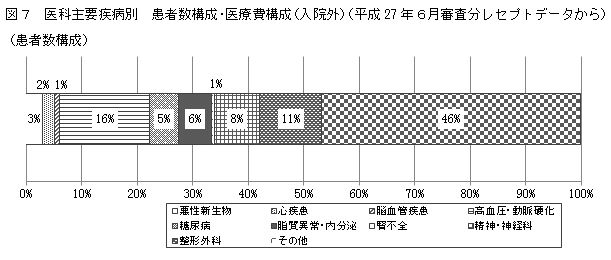 図７　医科主要疾病別　患者数構成・医療費構成（入院外）（平成 27 年６月審査分レセプトデータから）
（患者数構成）
2% 1% 1%
3% 16% 5% 6% 8% 11% 46%
0% 10% 20% 30% 40% 50% 60% 70% 80% 90% 100%
悪性新生物 心疾患 脳血管疾患 高血圧・動脈硬化
糖尿病 脂質異常・内分泌 腎不全 精神・神経科
整形外科 その他